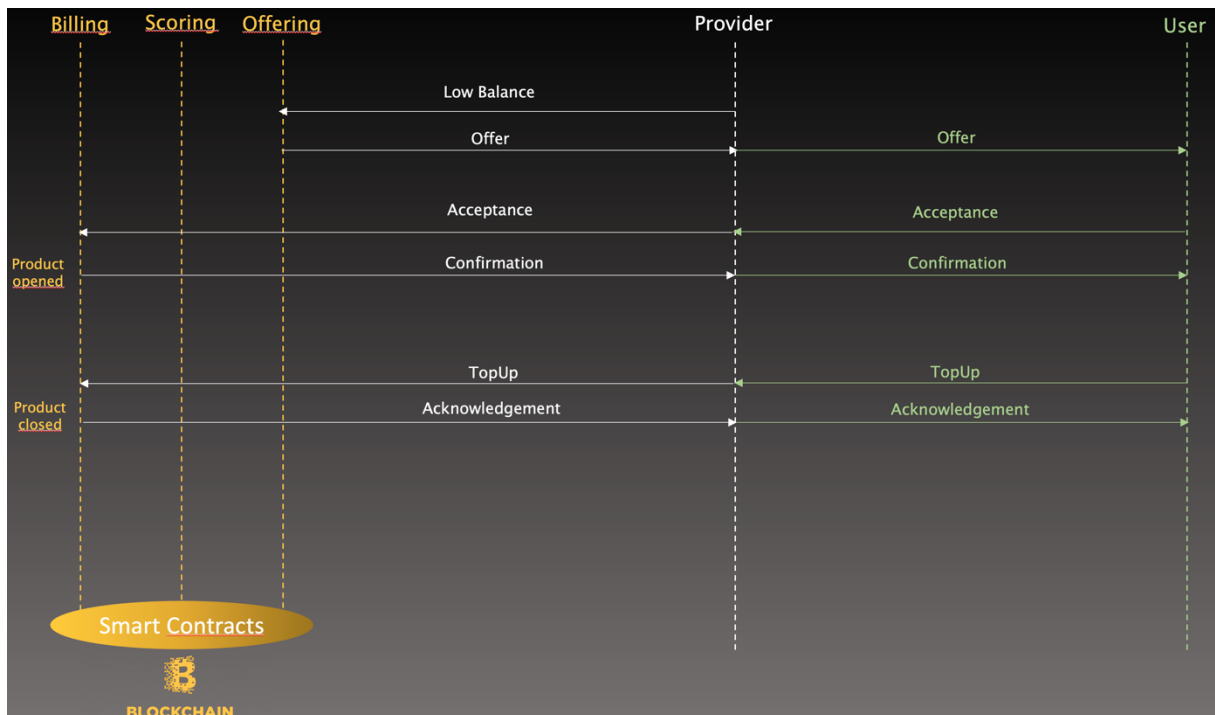 Billing Scoring Offering Provider User
Low Balance
Offer Offer
Acceptance Acceptance
Product
opened
Confirmation Confirmation
TopUp TopUp
Product
closed
Acknowledgement Acknowledgement
Smart Contracts
BLOCKCHAIN